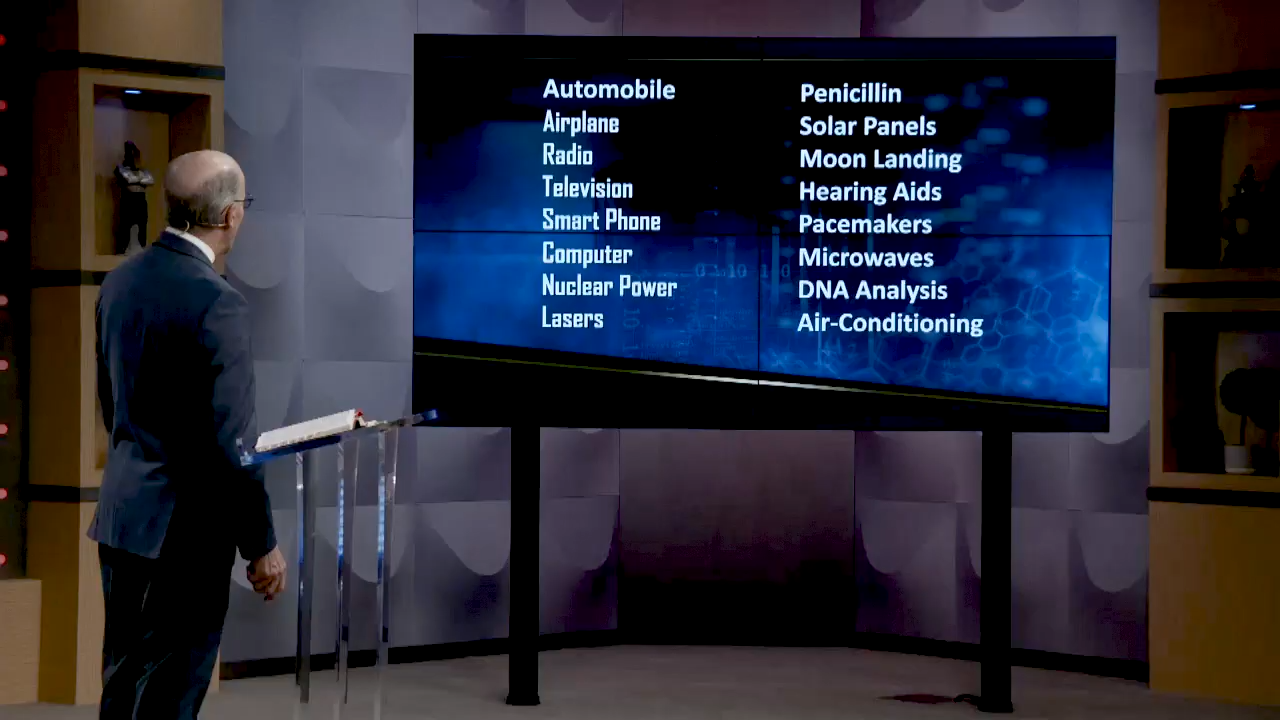 Automobile
Airplane
Radio
Television
Smart Phone
Computer
Nuclear Power
Lasers
Penicillin
Solar Panels
Moon Landing
Hearing Aids
Pacemakers
Microwaves
DNA Analysis
Air-Conditioning